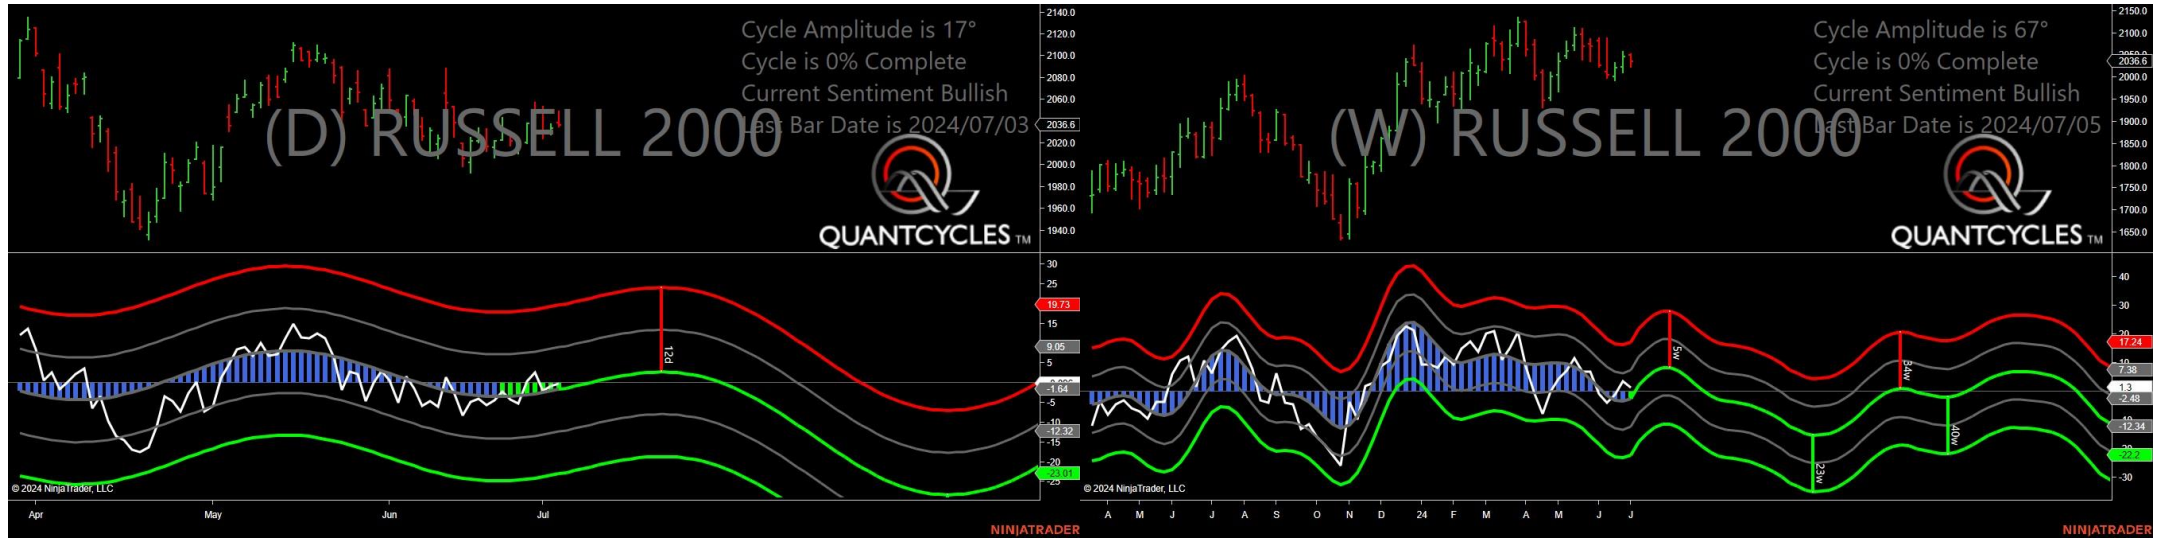 Cycle Amplitude is 17°
Cycle is 0% Complete
Current Sentiment Bullish
Last Bar Date is 2024/07/03
(D) RUSSELL 2000
QUANTCYCLES TM
2140.0
2120.0
2100.0
2080.0
2060.0
2036.6
2020.0
2000.0
1980.0
1960.0
1940.0
30
25
19.73
15
9.05
5
-1.64
-5
-10
-12.32
-15
-20
-23.01
-25
12d
© 2024 NinjaTrader, LLC
Apr May Jun Jul
NINJATRADER
Cycle Amplitude is 67°
Cycle is 0% Complete
Current Sentiment Bullish
Last Bar Date is 2024/07/05
(W) RUSSELL 2000
QUANTCYCLES TM
2150.0
2100.0
2050.0
2036.6
2000.0
1950.0
1900.0
1850.0
1800.0
1750.0
1700.0
1650.0
40
30
20
17.24
10
7.38
1.3
-2.48
-10
-12.34
-20
-22.2
-30
5w
34w
23w
40w
© 2024 NinjaTrader, LLC
A M J J A S O N D 24 F M A M J J
NINJATRADER